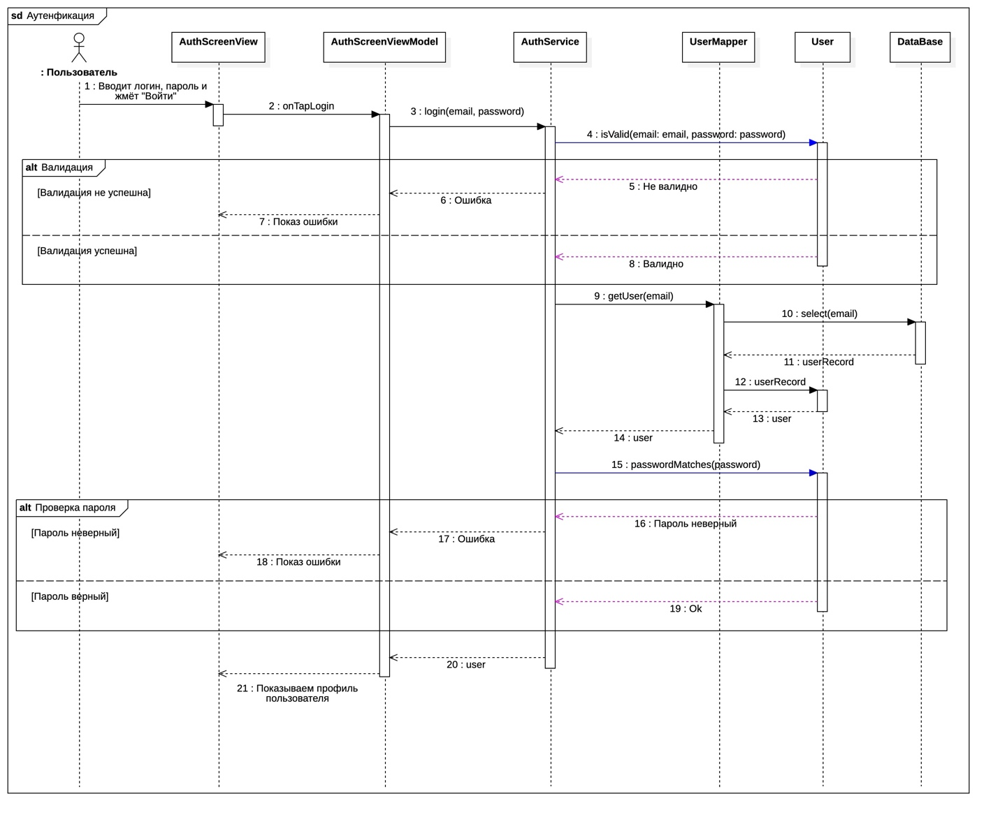 sd Аутенфикация
AuthScreenView
AuthScreenViewModel
AuthService
UserMapper
User
DataBase
: Пользователь
1 : Вводит логин, пароль и
жмёт "Войти"
2 : onTapLogin
3 : login(email, password)
4 : isValid(email: email, password: password)
alt Валидация
5 : Не валидно
[Валидация не успешна]
6 : Ошибка
7 : Показ ошибки
[Валидация успешна]
8 : Валидно
9 : getUser(email)
10 : select(email)
11 : userRecord
12 : userRecord
13 : user
14 : user
15 : passwordMatches(password)
alt Проверка пароля
16 : Пароль неверный
[Пароль неверный]
17 : Ошибка
18 : Показ ошибки
[Пароль верный]
19 : Ok
20 : user
21 : Показываем профиль
пользователя